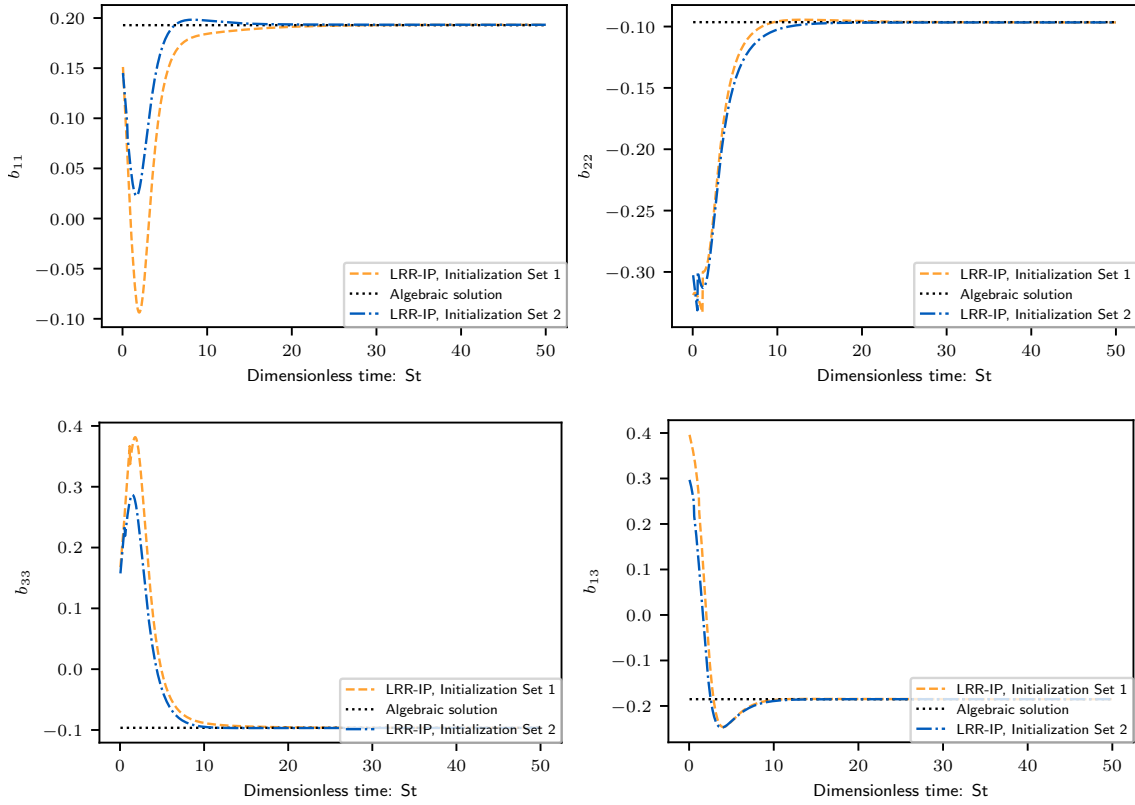 0.20
0.15
0.10
0.05
0.00
−0.05
−0.10
b11
LRR-IP, Initialization Set 1
Algebraic solution
LRR-IP, Initialization Set 2
0 10 20 30 40 50
Dimensionless time: St
−0.10
−0.15
−0.20
−0.25
−0.30
b22
LRR-IP, Initialization Set 1
Algebraic solution
LRR-IP, Initialization Set 2
0 10 20 30 40 50
Dimensionless time: St
0.4
0.3
0.2
0.1
0.0
−0.1
b33
LRR-IP, Initialization Set 1
Algebraic solution
LRR-IP, Initialization Set 2
0 10 20 30 40 50
Dimensionless time: St
0.4
0.3
0.2
0.1
0.0
−0.1
−0.2
b13
LRR-IP, Initialization Set 1
Algebraic solution
LRR-IP, Initialization Set 2
0 10 20 30 40 50
Dimensionless time: St